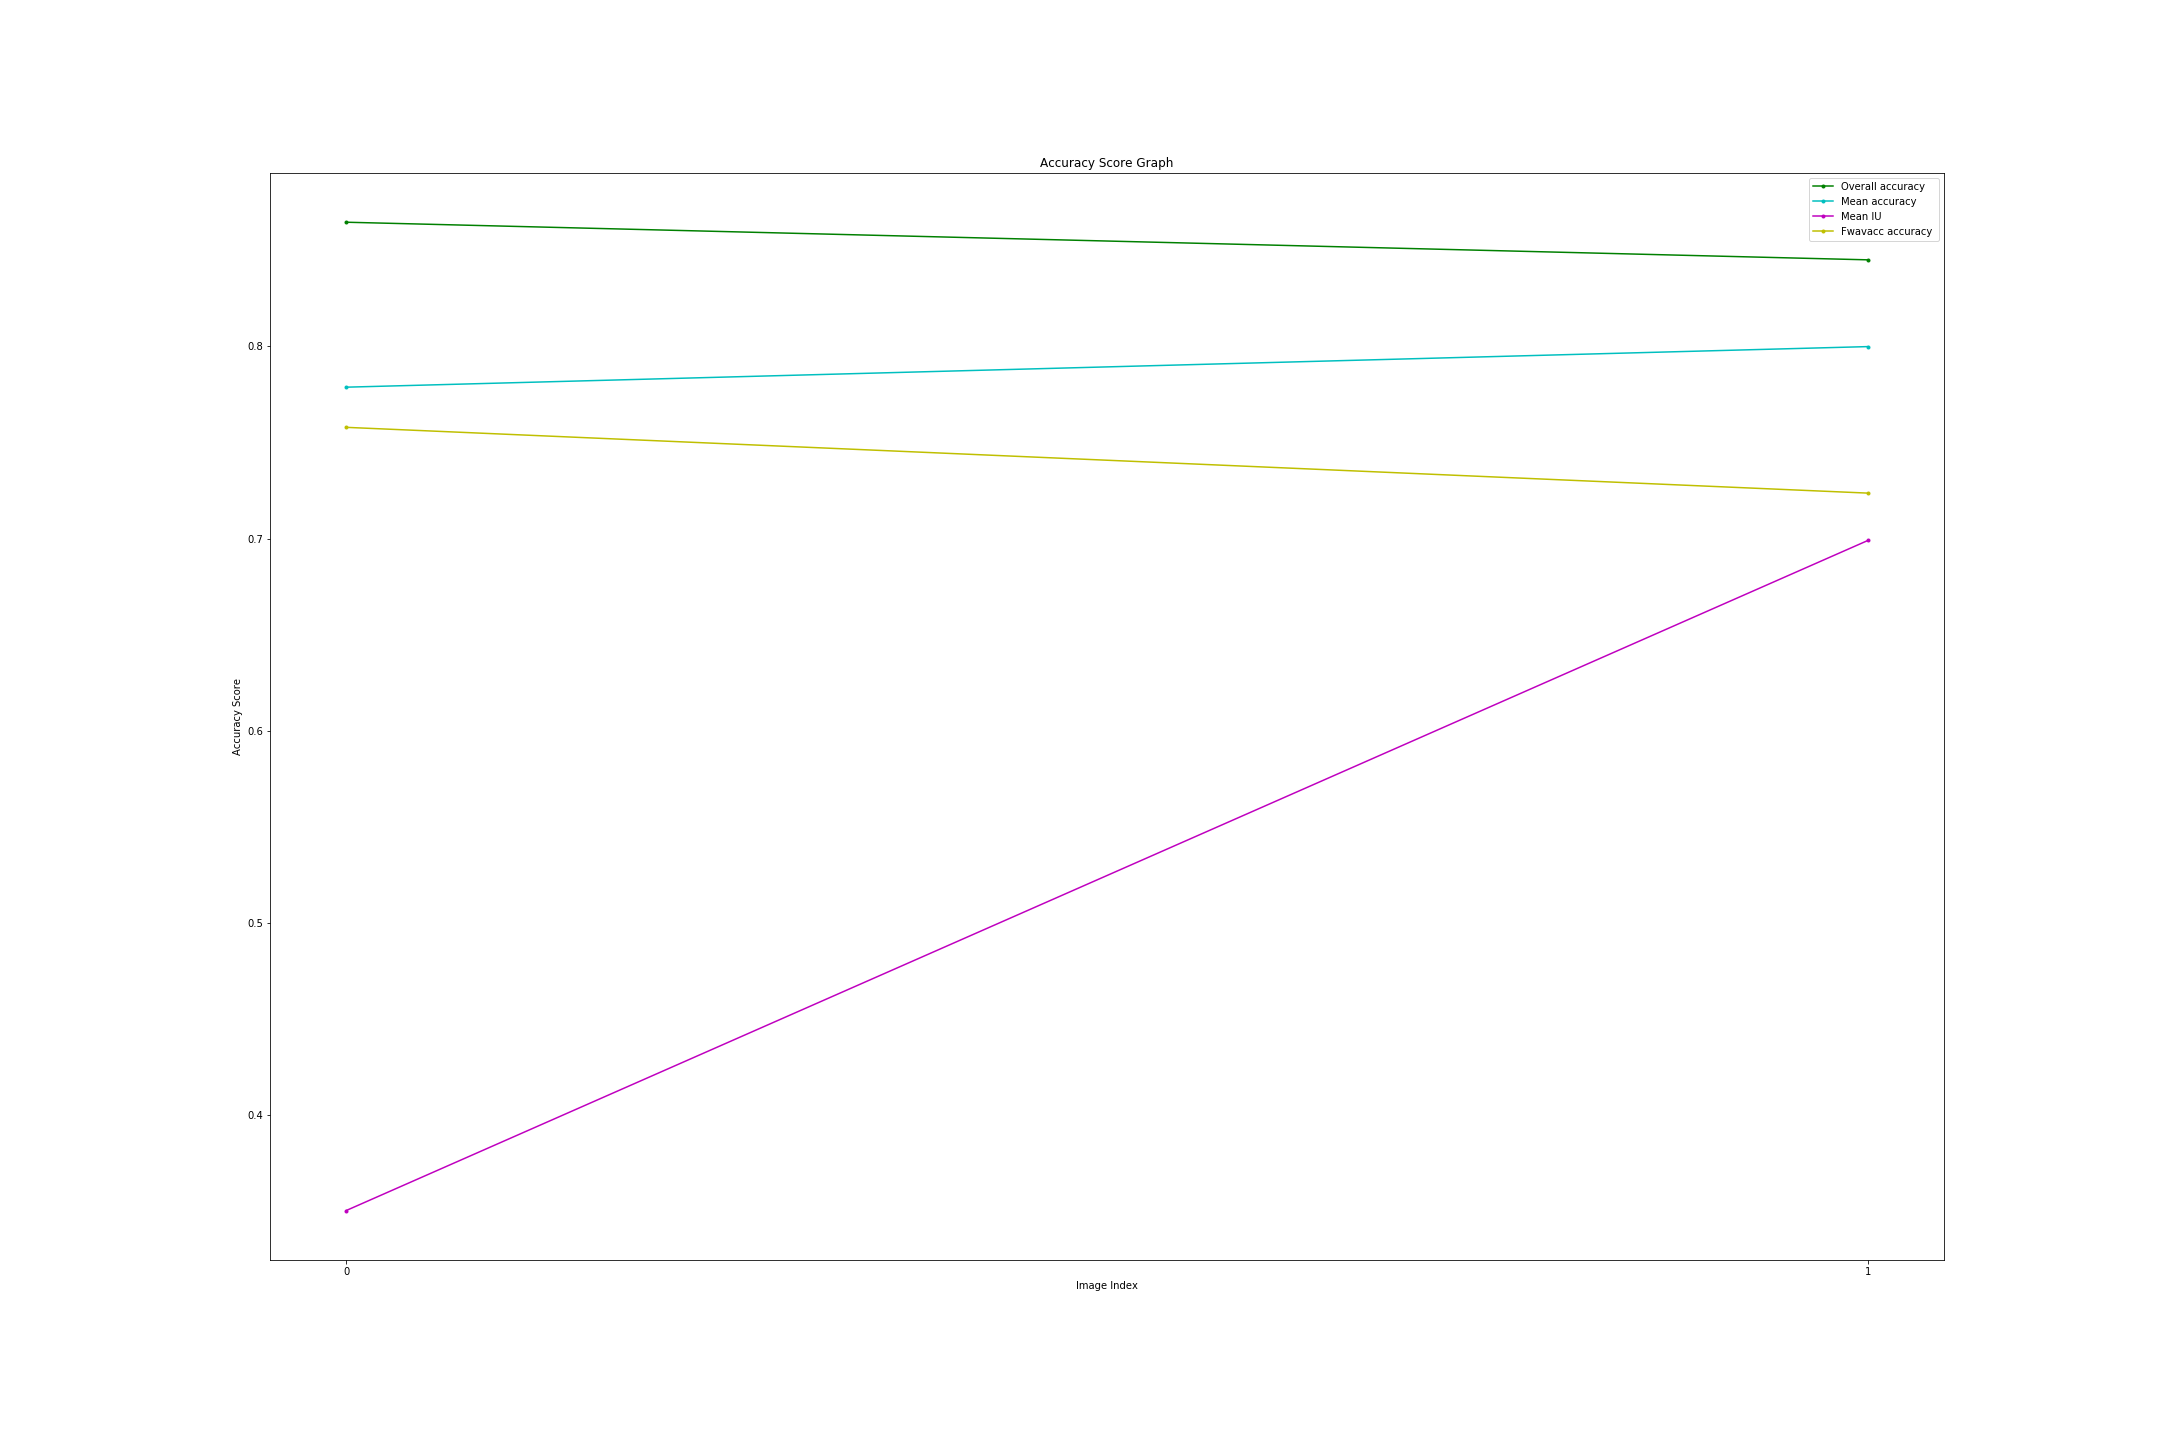 Accuracy Score Graph
Overall accuracy
Mean accuracy
Mean IU
Fwavacc accuracy
0.8
0.7
0.6
0.5
0.4
Accuracy Score
0
1
Image Index